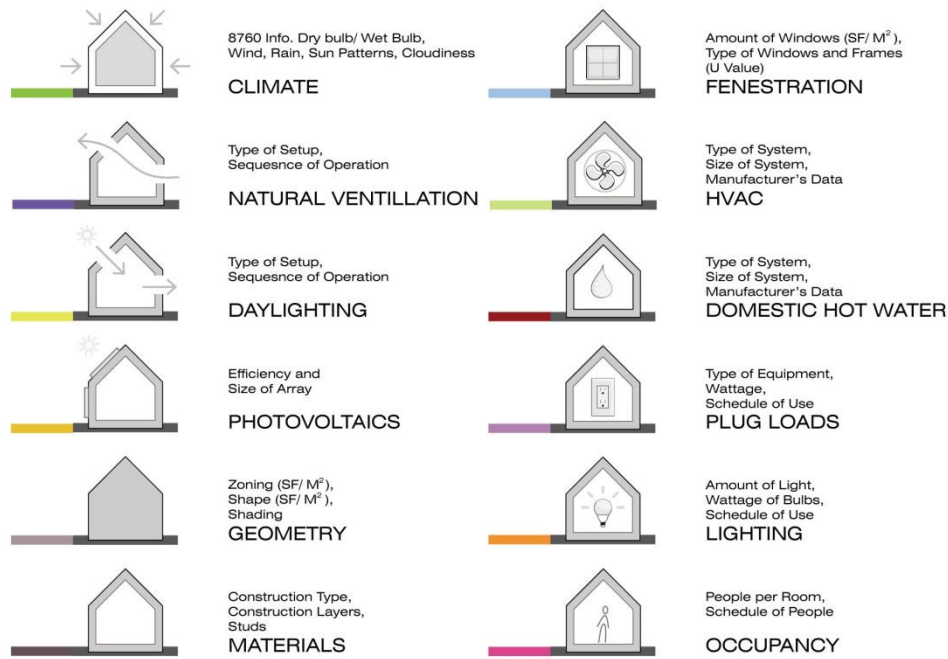 8760 Info. Dry bulb/ Wet Bulb,
Wind, Rain, Sun Patterns, Cloudiness
CLIMATE
Type of Setup,
Sequesnce of Operation
NATURAL VENTILLATION
Type of Setup,
Sequesnce of Operation
DAYLIGHTING
Efficiency and
Size of Array
PHOTOVOLTAICS
Zoning (SF/ M²),
Shape (SF/ M²),
Shading
GEOMETRY
Construction Type,
Construction Layers,
Studs
MATERIALS
Amount of Windows (SF/ M²),
Type of Windows and Frames
(U Value)
FENESTRATION
Type of System,
Size of System,
Manufacturer's Data
HVAC
Type of System,
Size of System,
Manufacturer's Data
DOMESTIC HOT WATER
Type of Equipment,
Wattage,
Schedule of Use
PLUG LOADS
Amount of Light,
Wattage of Bulbs,
Schedule of Use
LIGHTING
People per Room,
Schedule of People
OCCUPANCY